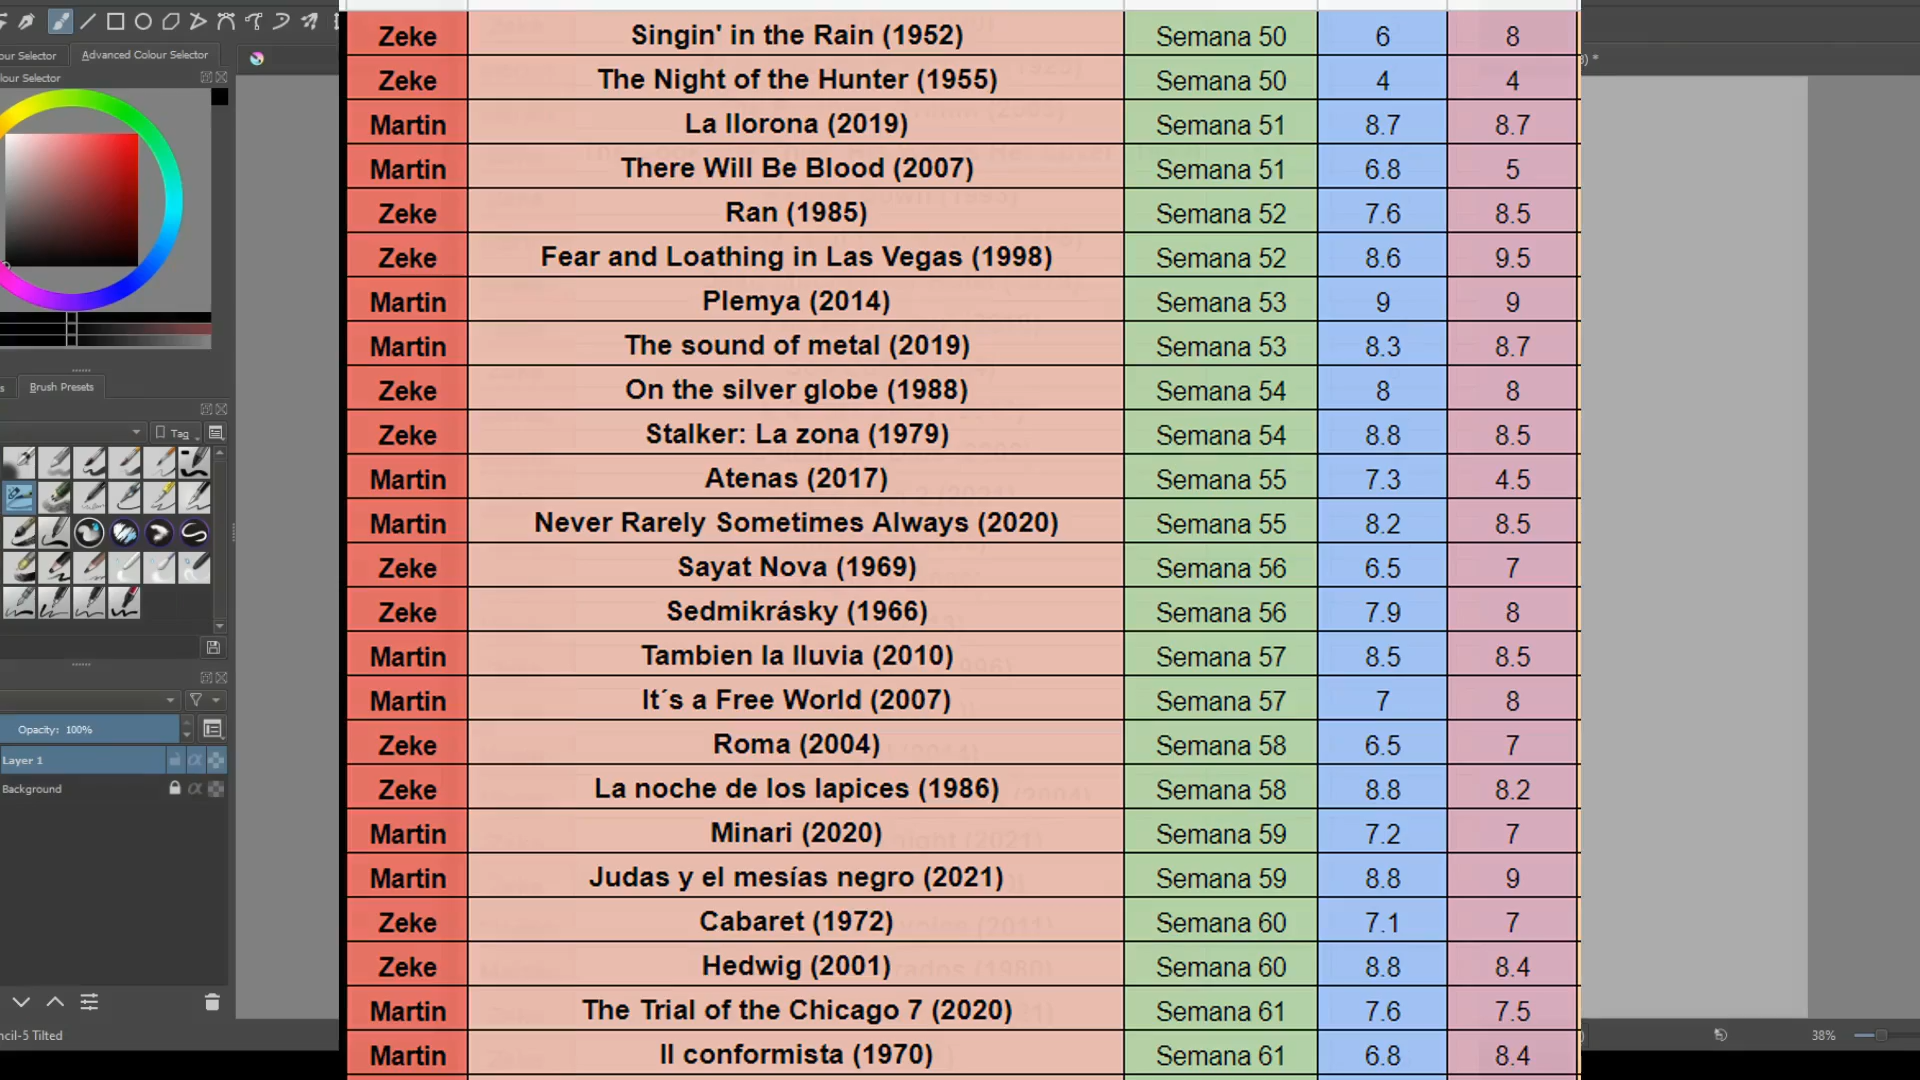 our Selector
Advanced Colour Selector
lour Selector
) *
Zeke Singin' in the Rain (1952) Semana 50 6 8
Zeke The Night of the Hunter (1955) Semana 50 4 4
Martin La llorona (2019) Semana 51 8.7 8.7
Martin There Will Be Blood (2007) Semana 51 6.8 5
Zeke Ran (1985) Semana 52 7.6 8.5
Zeke Fear and Loathing in Las Vegas (1998) Semana 52 8.6 9.5
Martin Plemya (2014) Semana 53 9 9
Martin The sound of metal (2019) Semana 53 8.3 8.7
Brush Presets
Zeke On the silver globe (1988) Semana 54 8 8
Tag
Zeke Stalker: La zona (1979) Semana 54 8.8 8.5
Martin Atenas (2017) Semana 55 7.3 4.5
Martin Never Rarely Sometimes Always (2020) Semana 55 8.2 8.5
Zeke Sayat Nova (1969) Semana 56 6.5 7
Zeke Sedmikrásky (1966) Semana 56 7.9 8
Martin Tambien la lluvia (2010) Semana 57 8.5 8.5
Martin It´s a Free World (2007) Semana 57 7 8
Opacity: 100%
Zeke Roma (2004) Semana 58 6.5 7
Layer 1
Background
Zeke La noche de los lapices (1986) Semana 58 8.8 8.2
Martin Minari (2020) Semana 59 7.2 7
Martin Judas y el mesías negro (2021) Semana 59 8.8 9
Zeke Cabaret (1972) Semana 60 7.1 7
Zeke Hedwig (2001) Semana 60 8.8 8.4
Martin The Trial of the Chicago 7 (2020) Semana 61 7.6 7.5
ncil-5 Tilted
38%
Martin Il conformista (1970) Semana 61 6.8 8.4